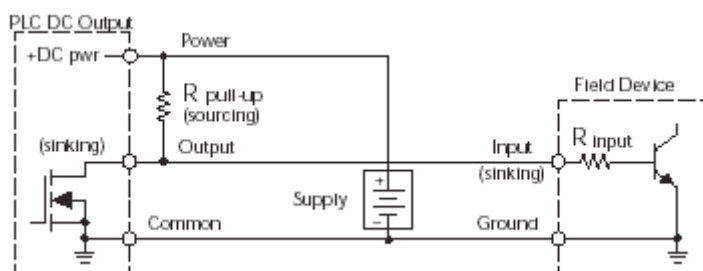 PLC DC Output
+DC pwr
Power
R pull-up
(sourcing)
Field Device
(sinking)
Output
Input
(sinking)
R input
+
Supply
−
Common
Ground